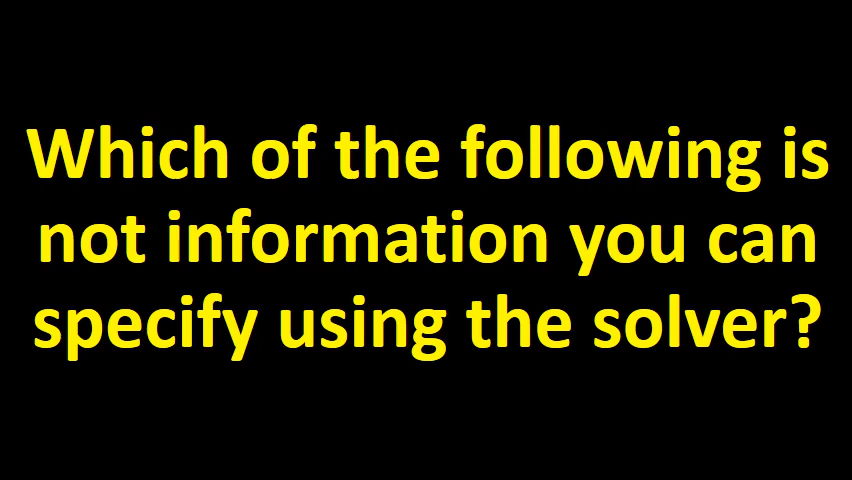 Which of the following is
not information you can
specify using the solver?